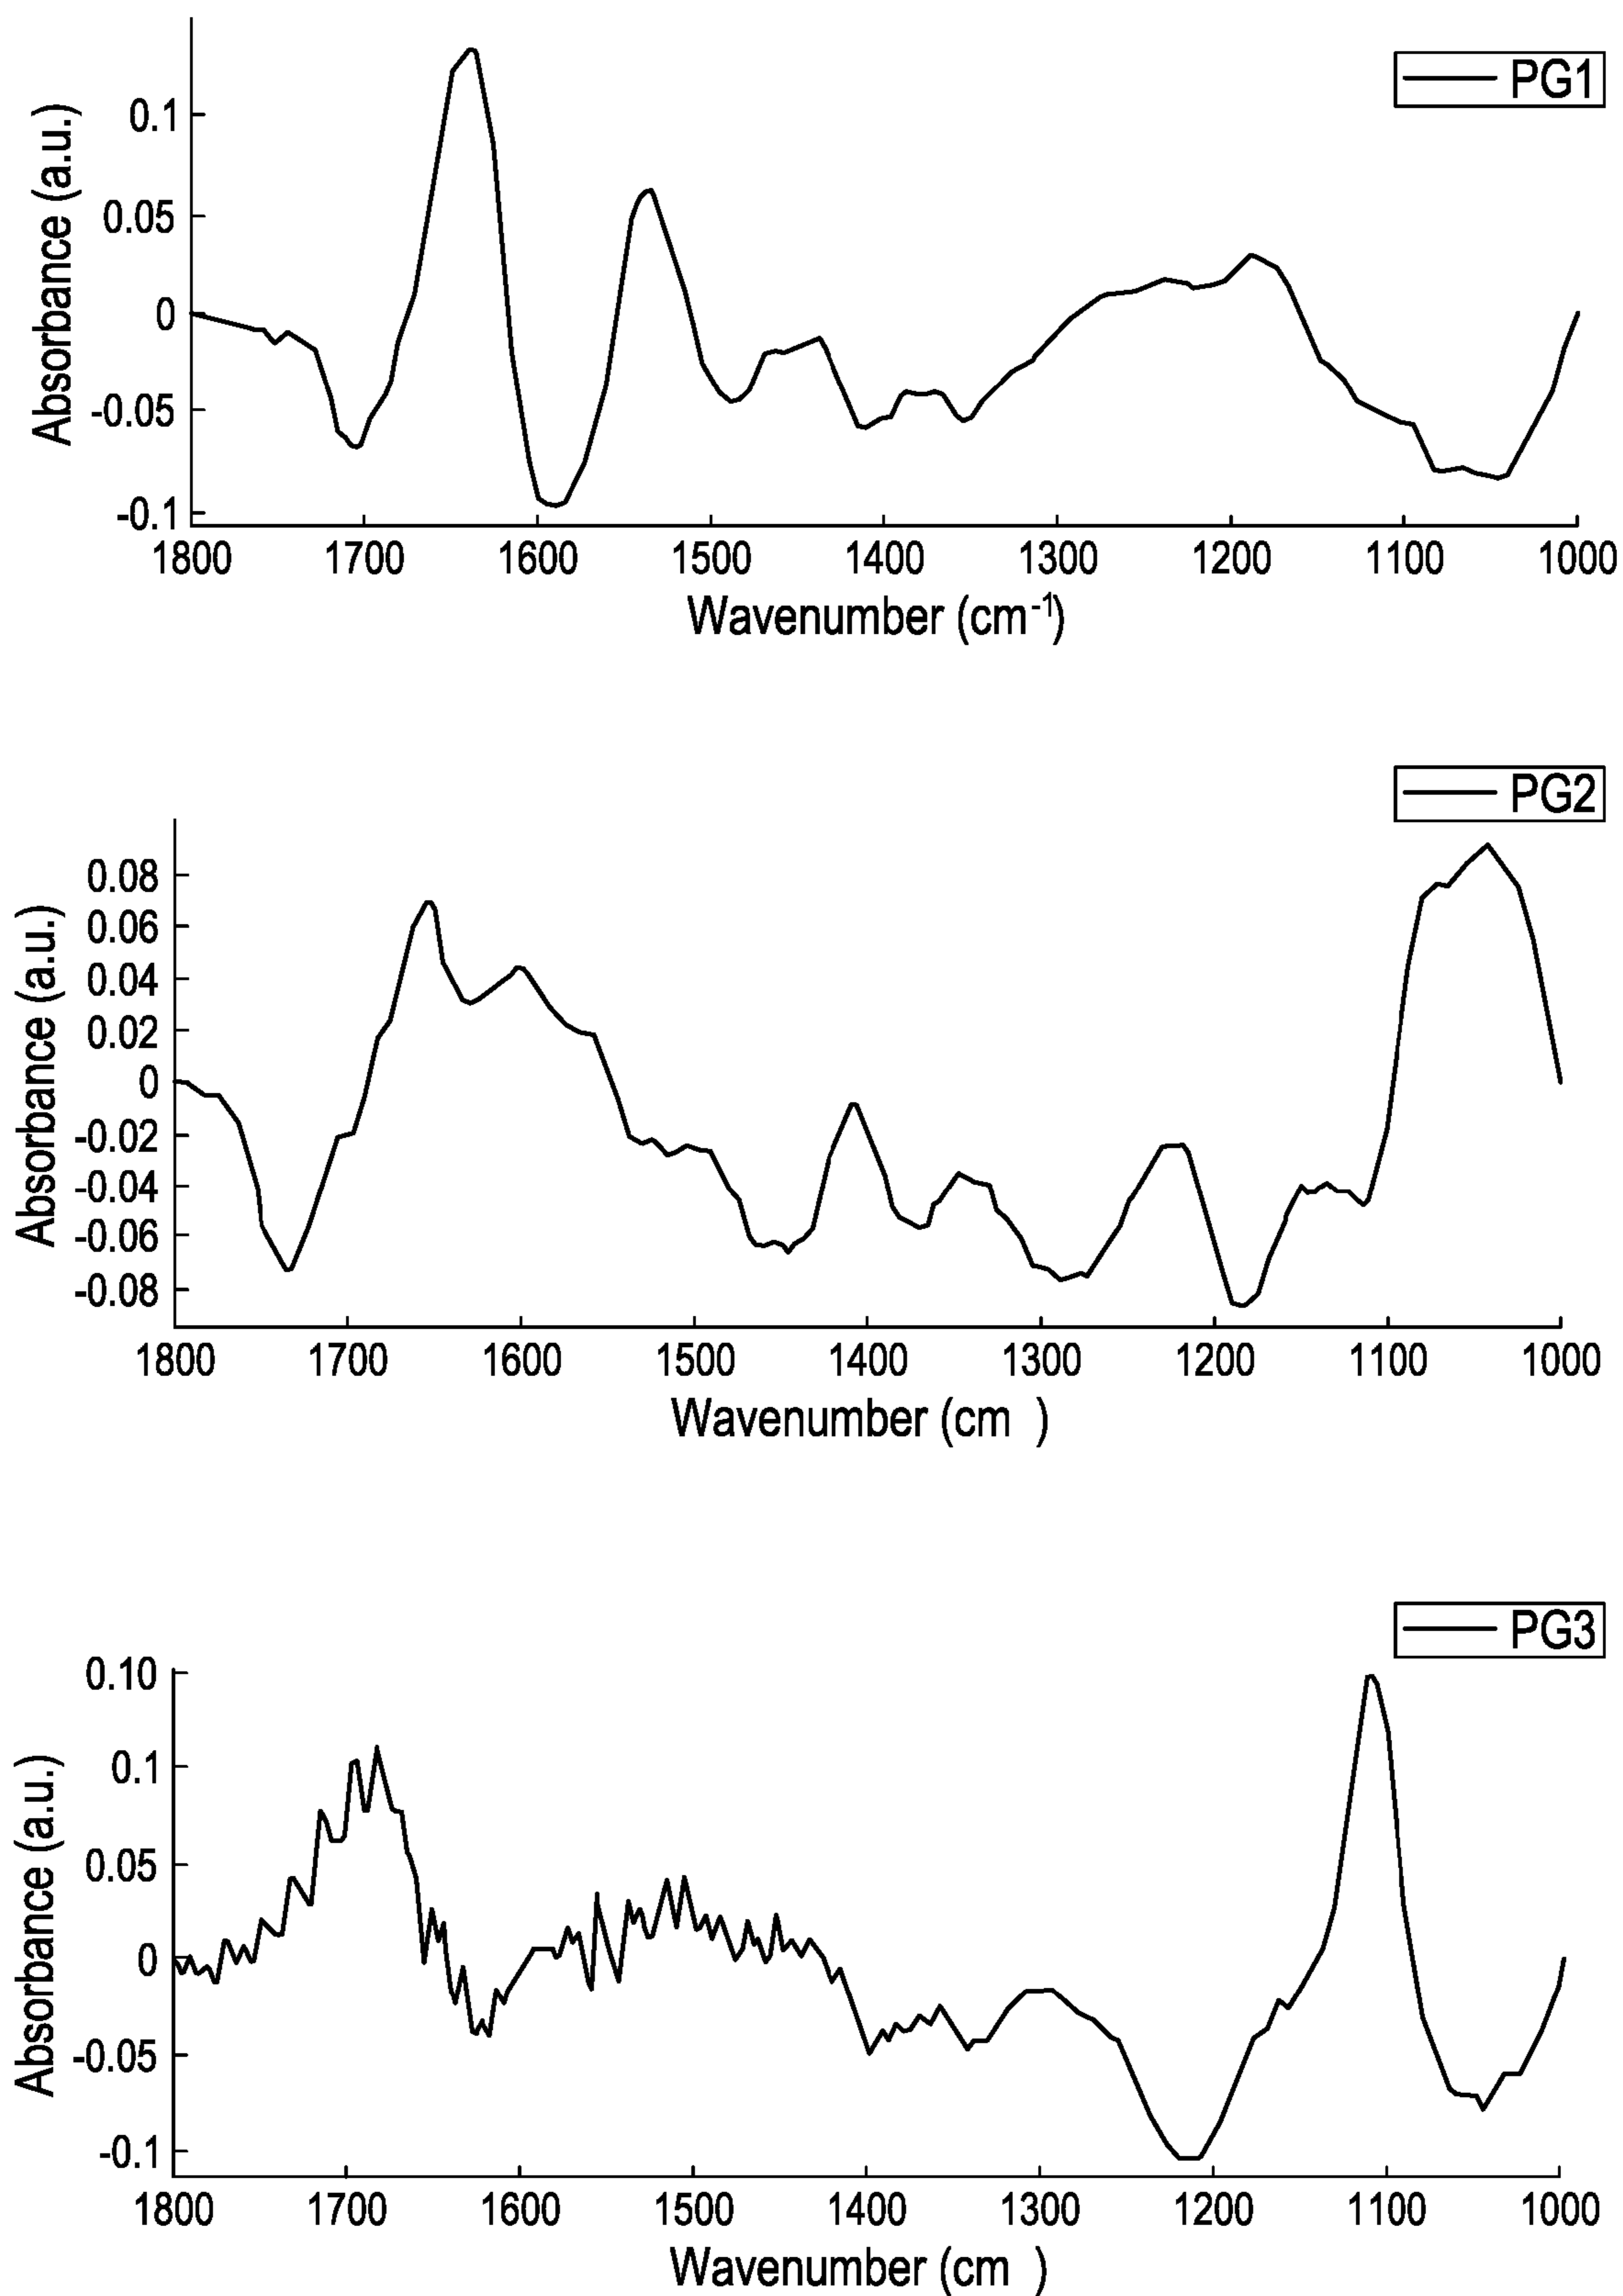 PG1
Absorbance (a.u.)
0.1
0.05
0
-0.05
-0.1
1800 1700 1600 1500 1400 1300 1200 1100 1000
Wavenumber (cm-1)
PG2
Absorbance (a.u.)
0.08
0.06
0.04
0.02
0
-0.02
-0.04
-0.06
-0.08
1800 1700 1600 1500 1400 1300 1200 1100 1000
Wavenumber (cm )
PG3
Absorbance (a.u.)
0.10
0.1
0.05
0
-0.05
-0.1
1800 1700 1600 1500 1400 1300 1200 1100 1000
Wavenumber (cm )